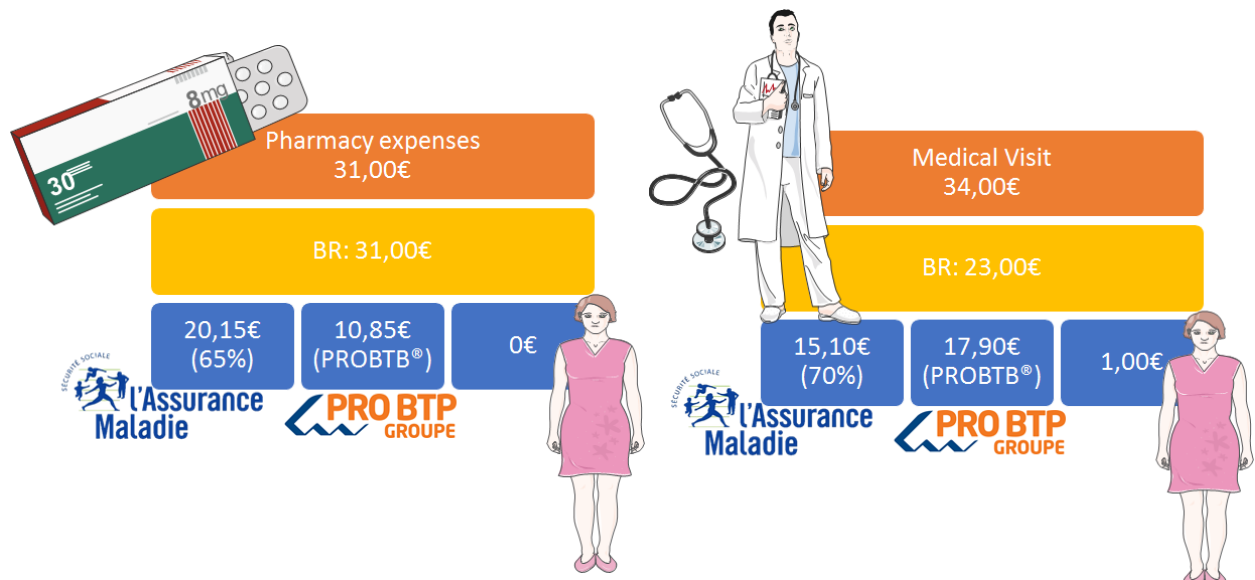 8mg
30
Pharmacy expenses
31,00€
BR: 31,00€
20,15€
(65%)
10,85€
(PROBTB®)
0€
SÉCURITÉ SOCIALE
l'Assurance
Maladie
PRO BTP
GROUPE
Medical Visit
34,00€
BR: 23,00€
15,10€
(70%)
17,90€
(PROBTB®)
1,00€
SÉCURITÉ SOCIALE
l'Assurance
Maladie
PRO BTP
GROUPE